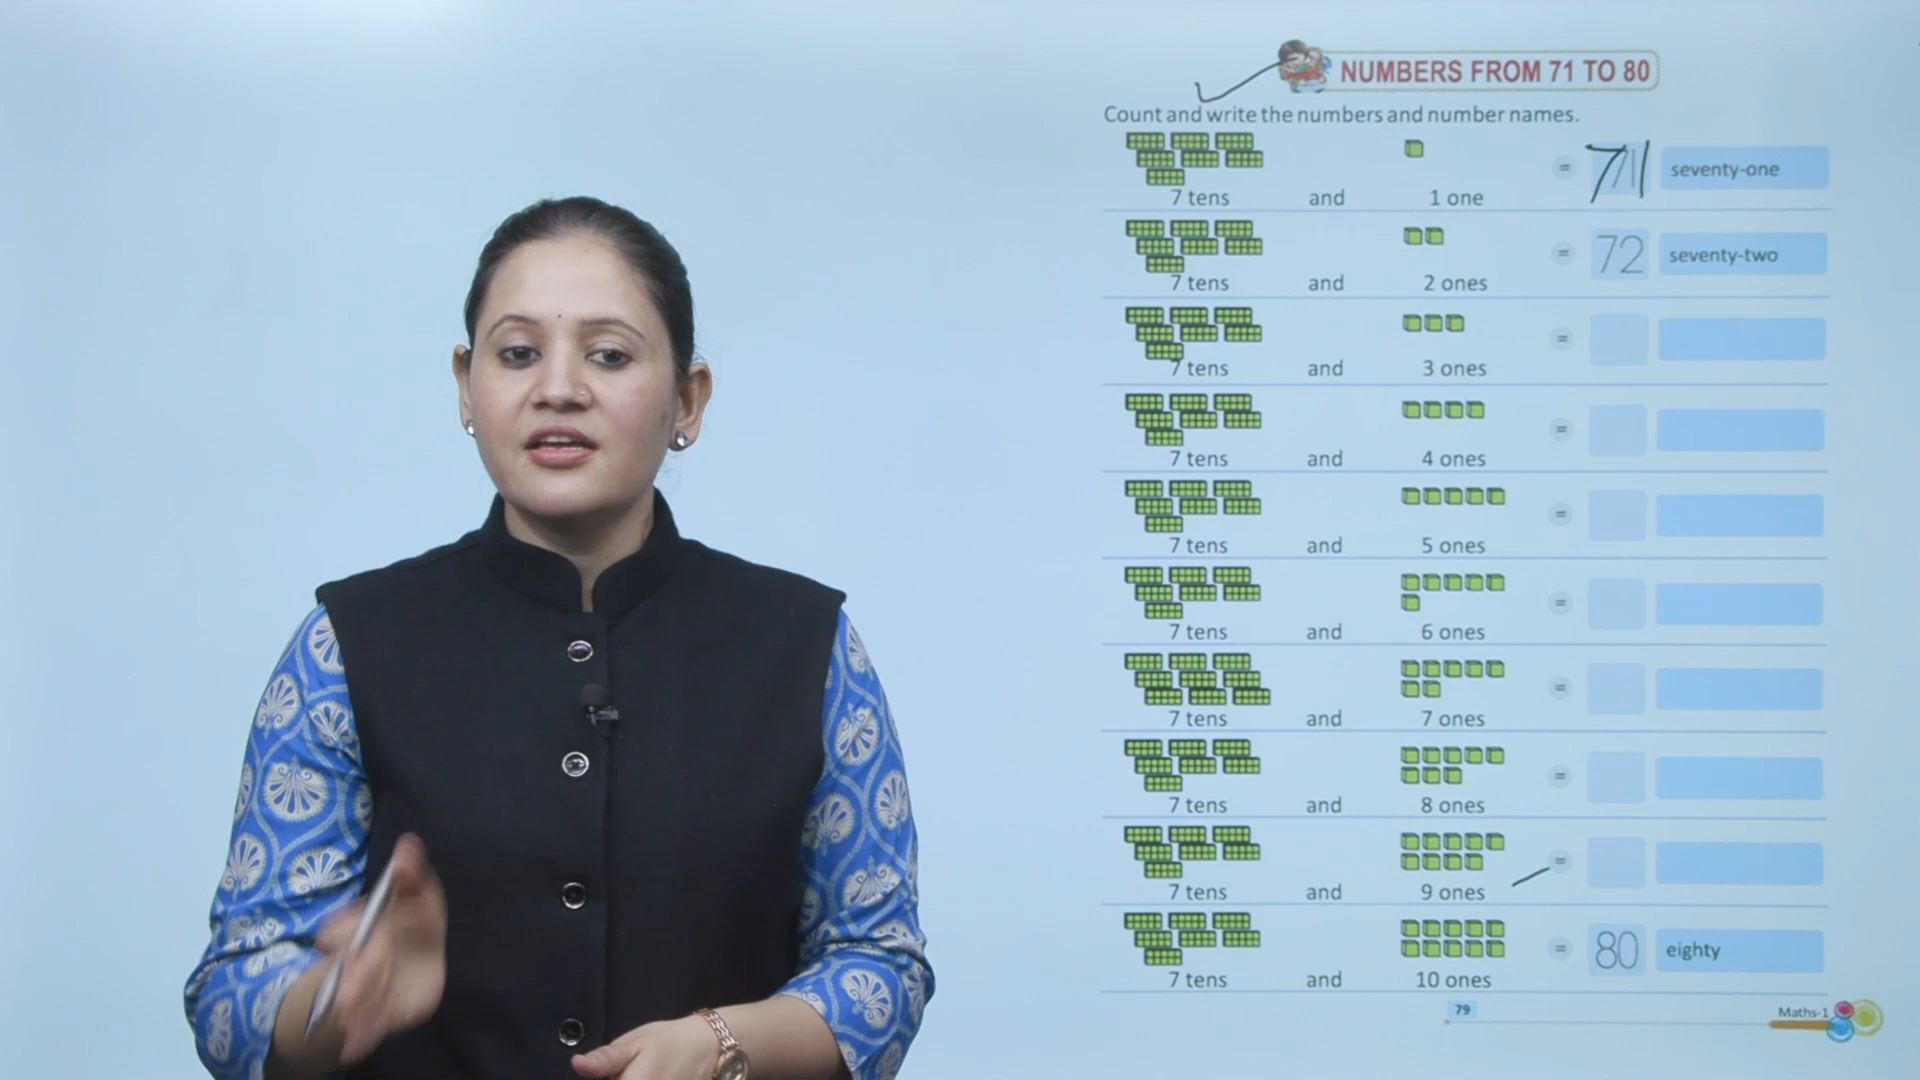 NUMBERS FROM 71 TO 80
Count and write the numbers and number names.
7 tens and 1 one = 71 seventy-one
7 tens and 2 ones = 72 seventy-two
7 tens and 3 ones =
7 tens and 4 ones =
7 tens and 5 ones =
7 tens and 6 ones =
7 tens and 7 ones =
7 tens and 8 ones =
7 tens and 9 ones =
7 tens and 10 ones = 80 eighty
79
Maths-1